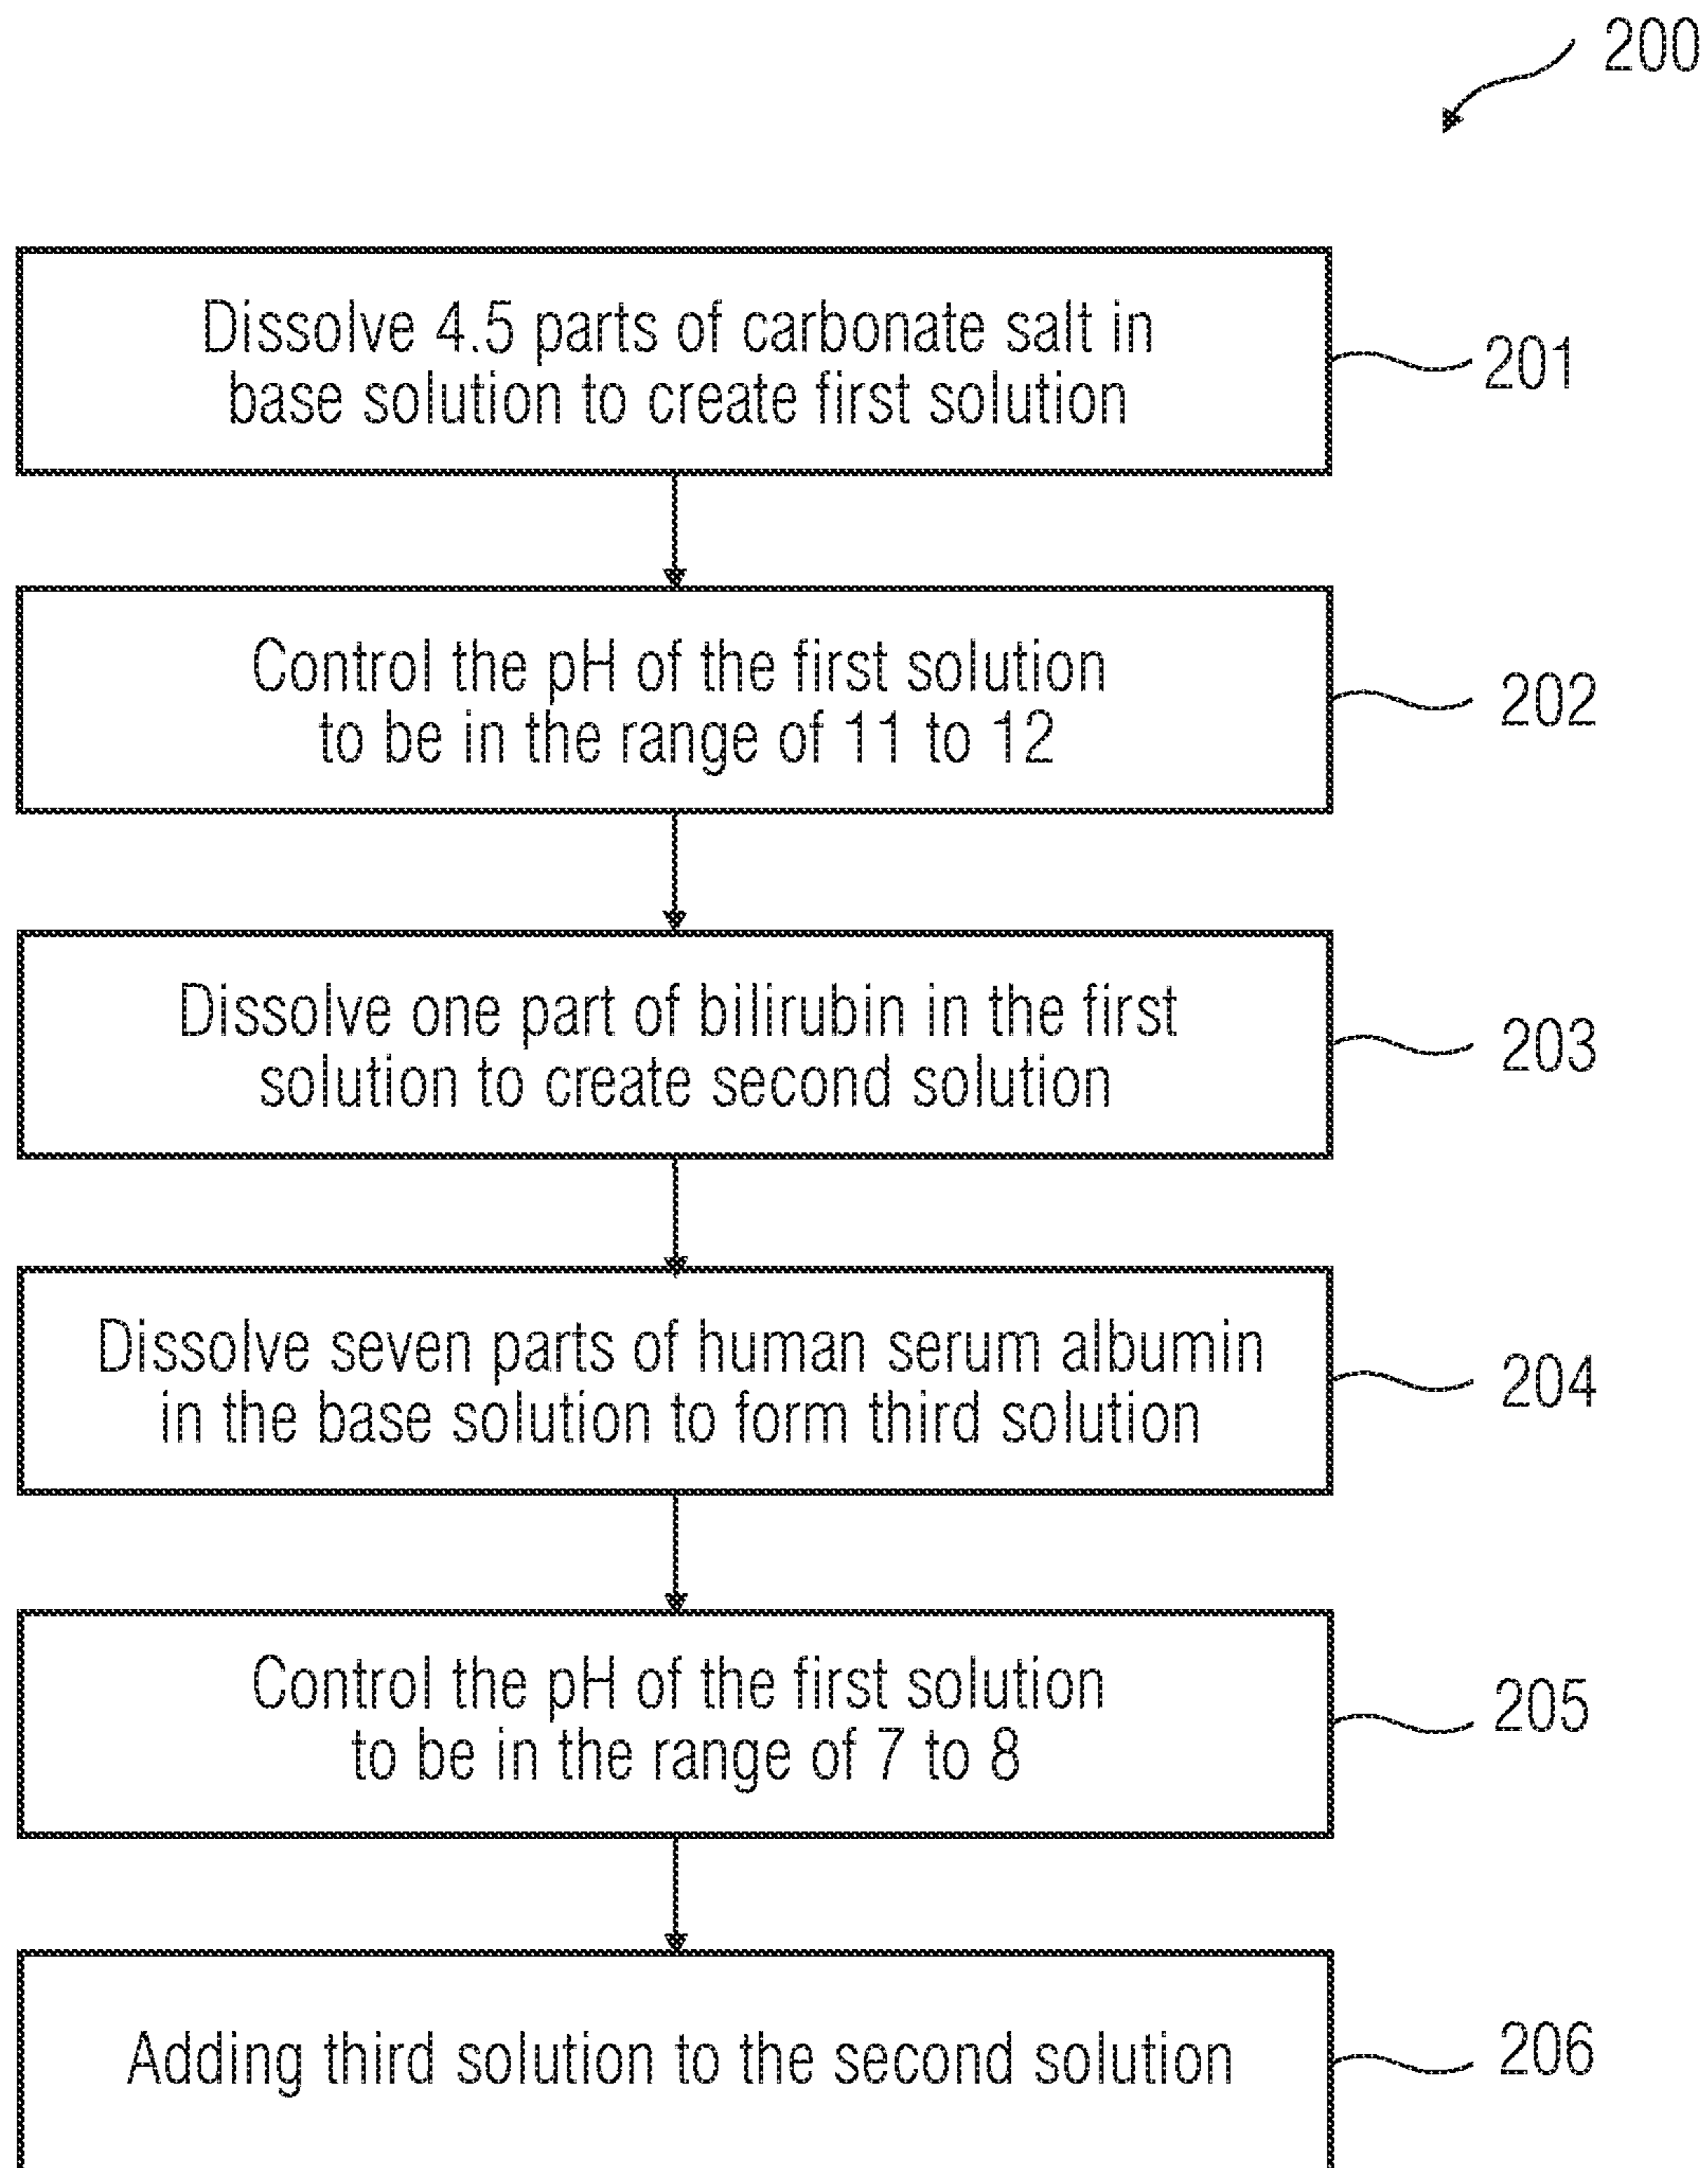 200
Dissolve 4.5 parts of carbonate salt in
base solution to create first solution
201
Control the pH of the first solution
to be in the range of 11 to 12
202
Dissolve one part of bilirubin in the first
solution to create second solution
203
Dissolve seven parts of human serum albumin
in the base solution to form third solution
204
Control the pH of the first solution
to be in the range of 7 to 8
205
Adding third solution to the second solution
206